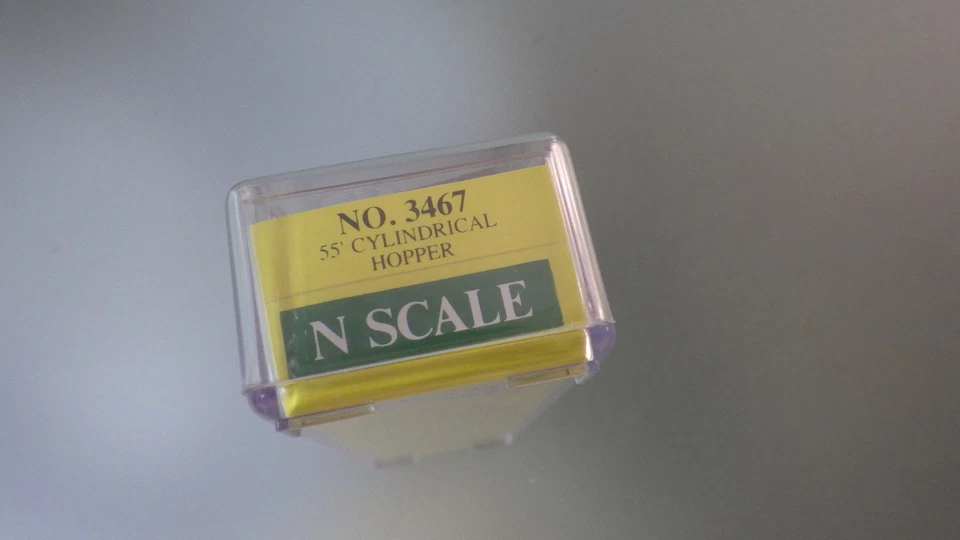 NO. 3467
55' CYLINDRICAL
HOPPER
N SCALE